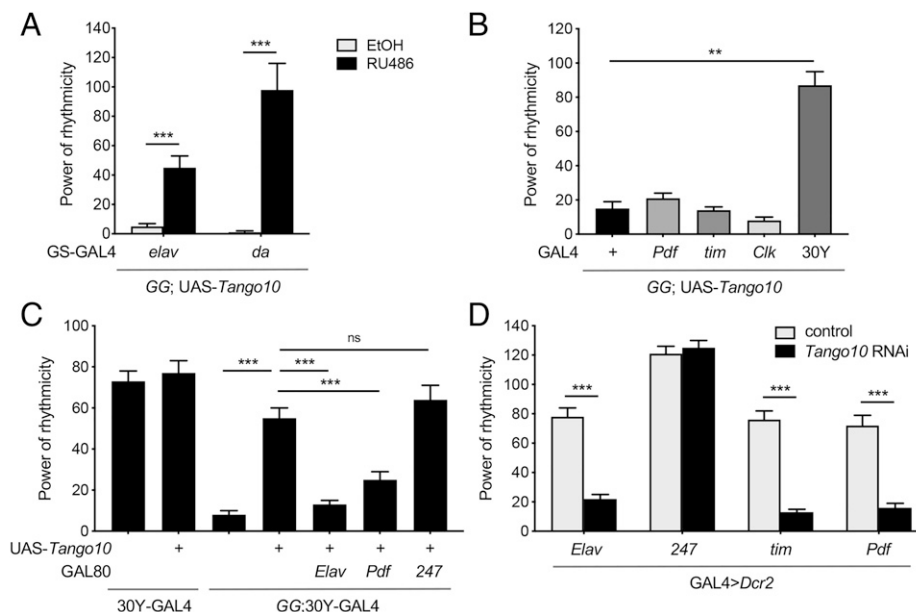 A
140
120
100
80
60
40
20
0
Power of rhythmicity
***
***
EtOH
RU486
GS-GAL4 elav da
GG; UAS-Tango10
B
120
100
80
60
40
20
0
Power of rhythmicity
**
GAL4 + Pdf tim Clk 30Y
GG; UAS-Tango10
C
100
80
60
40
20
0
Power of rhythmicity
ns
*** ***
***
UAS-Tango10 + + + + +
GAL80 Elav Pdf 247
30Y-GAL4 GG;30Y-GAL4
D
140
120
100
80
60
40
20
0
Power of rhythmicity
control
Tango10 RNAi
*** *** ***
Elav 247 tim Pdf
GAL4>Dcr2